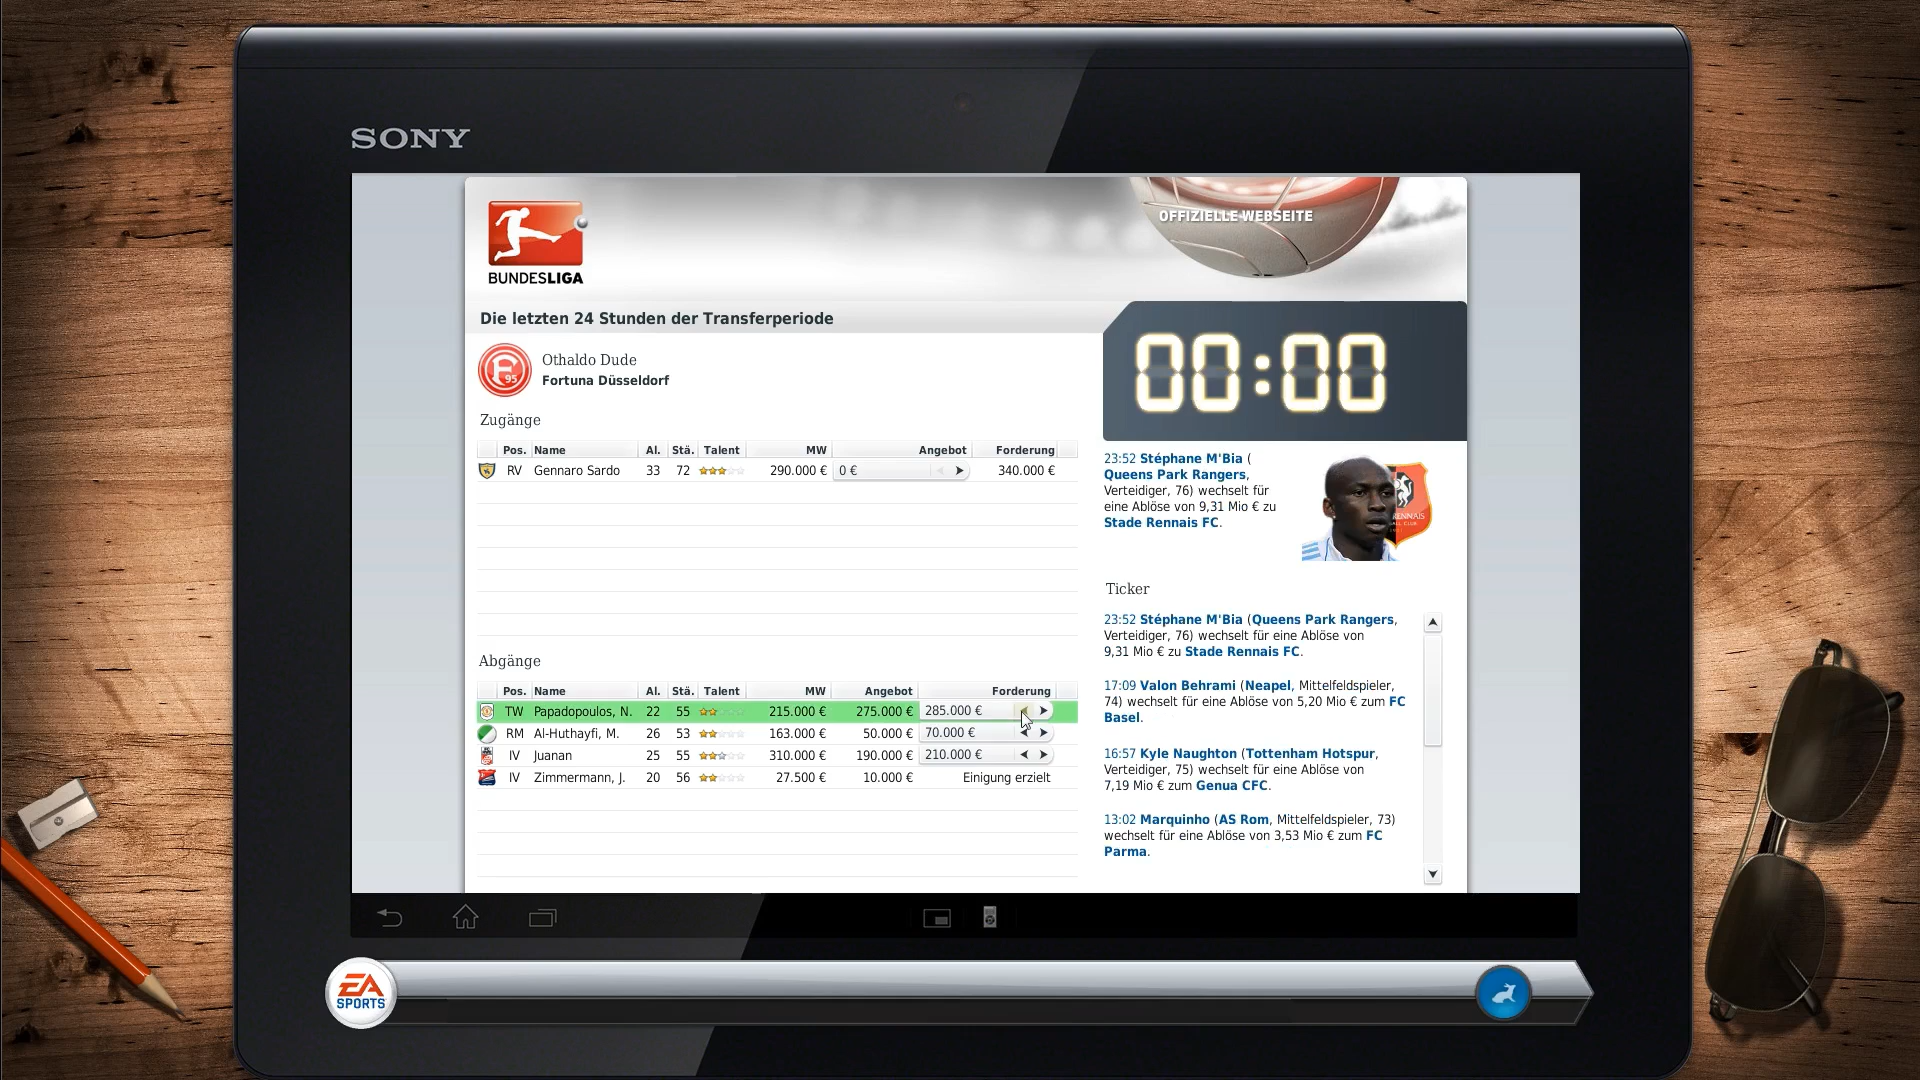 SONY
BUNDESLIGA
OFFIZIELLE WEBSEITE
Die letzten 24 Stunden der Transferperiode
00:00
Othaldo Dude
Fortuna Düsseldorf
F95
Zugänge
Pos. Name Al. Stä. Talent MW Angebot Forderung
RV Gennaro Sardo 33 72 290.000 € 0 € 340.000 €
23:52 Stéphane M'Bia (
Queens Park Rangers,
Verteidiger, 76) wechselt für
eine Ablöse von 9,31 Mio € zu
Stade Rennais FC.
Ticker
23:52 Stéphane M'Bia (Queens Park Rangers,
Verteidiger, 76) wechselt für eine Ablöse von
9,31 Mio € zu Stade Rennais FC.
17:09 Valon Behrami (Neapel, Mittelfeldspieler,
74) wechselt für eine Ablöse von 5,20 Mio € zum FC
Basel.
16:57 Kyle Naughton (Tottenham Hotspur,
Verteidiger, 75) wechselt für eine Ablöse von
7,19 Mio € zum Genua CFC.
13:02 Marquinho (AS Rom, Mittelfeldspieler, 73)
wechselt für eine Ablöse von 3,53 Mio € zum FC
Parma.
Abgänge
Pos. Name Al. Stä. Talent MW Angebot Forderung
TW Papadopoulos, N. 22 55 215.000 € 275.000 € 285.000 €
RM Al-Huthayfi, M. 26 53 163.000 € 50.000 € 70.000 €
IV Juanan 25 55 310.000 € 190.000 € 210.000 €
IV Zimmermann, J. 20 56 27.500 € 10.000 € Einigung erzielt
EA
SPORTS